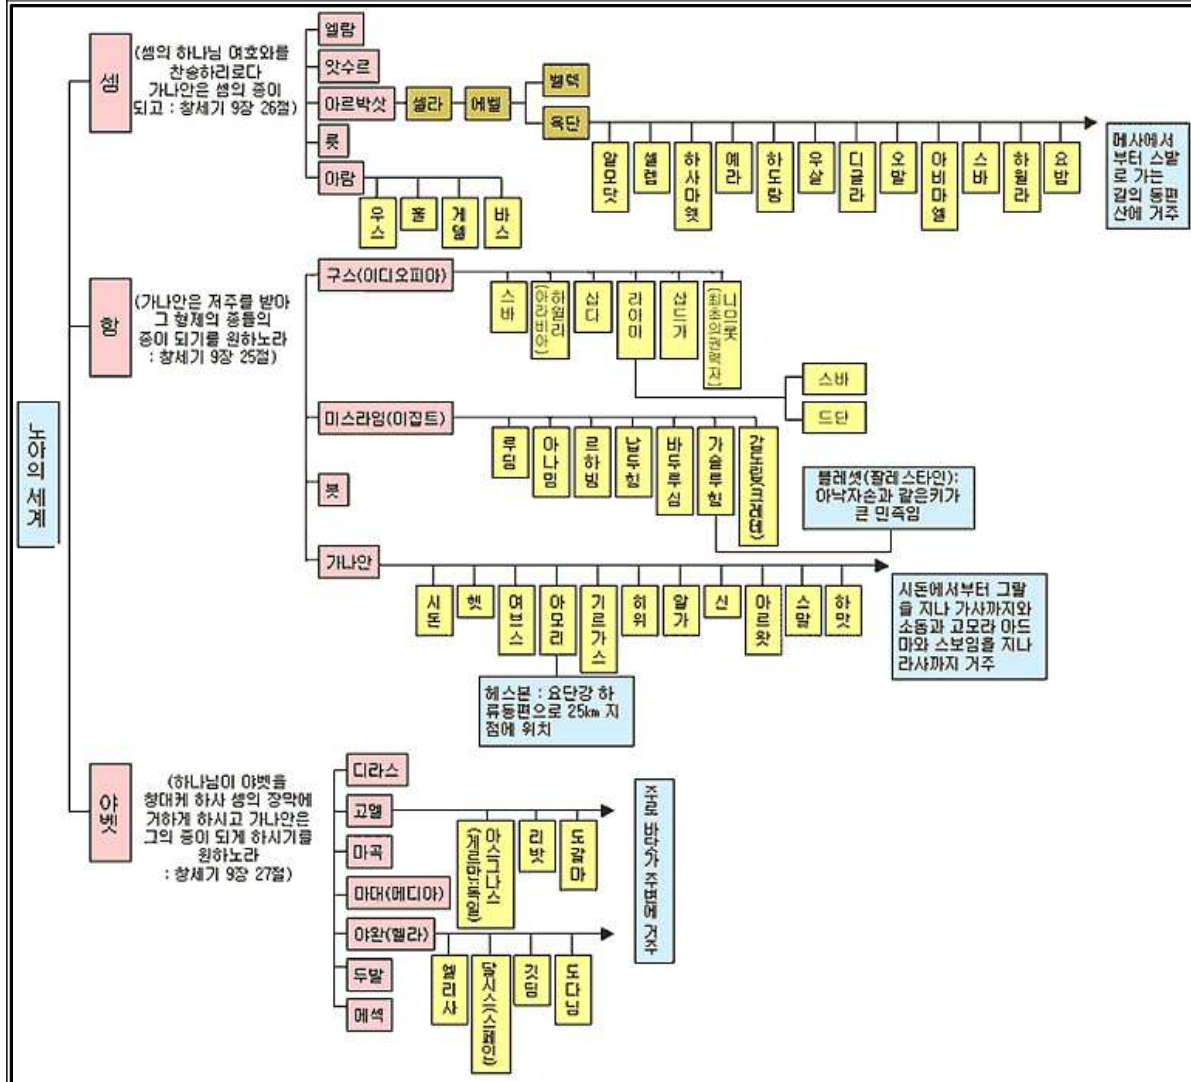 노아의 세계
셈
(셈의 하나님 여호와를
찬송하리로다
가나안은 셈의 종이
되고 : 창세기 9장 26절)
엘람
앗수르
아르박삿
셀라
에벨
벨렉
욕단
룻
아람
우스
훌
게델
마스
알모닷
셀렙
하사마웻
예라
하도람
우살
디글라
오발
아비마엘
스바
하윌라
요밥
메사에서
부터 스발
로 가는
길의 동편
산에 거주
함
(가나안은 저주를 받아
그 형제의 종들의
종이 되기를 원하노라
: 창세기 9장 25절)
구스(이디오피아)
스바
하윌라
(아라비아)
삽다
라아마
삽드가
니므롯
(최초의권력자)
스바
드단
미스라임(이집트)
루딤
아나밈
르하빔
납두힘
바두루심
가슬루힘
갑도림(크레데)
블레셋(팔레스타인):
아낙자손과 같은키가
큰 민족임
붓
가나안
시돈
헷
여브스
아모리
기르가스
히위
알가
신
아르왓
스말
하맛
시돈에서부터 그랄
을 지나 가사까지와
소돔과 고모라 아드
마와 스보임을 지나
라사까지 거주
헤스본 : 요단강 하
류동편으로 25km 지
점에 위치
야벳
(하나님이 야벳을
창대케 하사 셈의 장막에
거하게 하시고 가나안은
그의 종이 되게 하시기를
원하노라
: 창세기 9장 27절)
디라스
고멜
아스그나스
(게르만:독일)
리밧
도갈마
마곡
마대(메디아)
야완(헬라)
엘리사
달시스(스페인)
깃딤
도다님
두발
메섹
주로 바닷가 주변에 거주